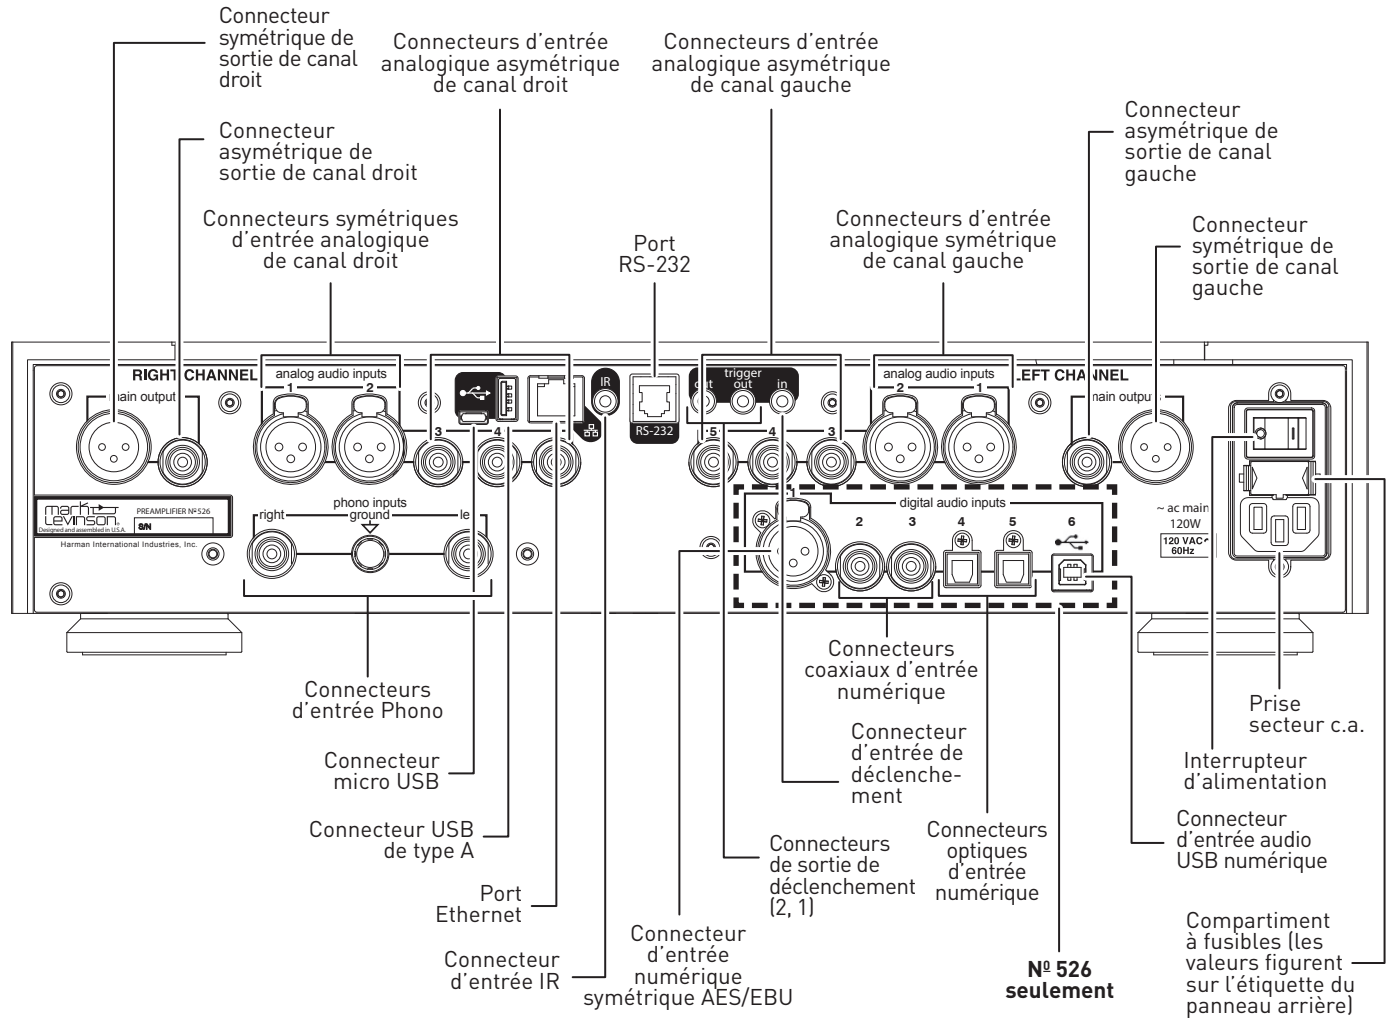 Connecteur
symétrique de
sortie de canal
droit
Connecteurs d'entrée
analogique asymétrique
de canal droit
Connecteurs d'entrée
analogique asymétrique
de canal gauche
Connecteur
asymétrique de
sortie de canal
gauche
Connecteur
asymétrique de
sortie de canal droit
Connecteurs symétriques
d'entrée analogique
de canal droit
Port
RS-232
Connecteurs d'entrée
analogique symétrique
de canal gauche
Connecteur
symétrique de
sortie de canal
gauche
RIGHT CHANNEL
analog audio inputs
1 2
main output
IR
RS-232
trigger
out out in
analog audio inputs
2 1
LEFT CHANNEL
main outputs
3 4
5 4 3
mark
Levinson
Designed and assembled in U.S.A.
PREAMPLIFIER Nº526
S/N
Harman International Industries, Inc.
phono inputs
right ground le
digital audio inputs
1 2 3 4 5 6
~ ac main
120W
120 VAC~
60Hz
Connecteurs
d'entrée Phono
Connecteur
micro USB
Connecteur USB
de type A
Port
Ethernet
Connecteur
d'entrée IR
Connecteurs
coaxiaux d'entrée
numérique
Connecteur
d'entrée de
déclenche-
ment
Connecteurs
de sortie de
déclenchement
(2, 1)
Connecteurs
optiques
d'entrée
numérique
Connecteur
d'entrée
numérique
symétrique AES/EBU
Nº 526
seulement
Prise
secteur c.a.
Interrupteur
d'alimentation
Connecteur
d'entrée audio
USB numérique
Compartiment
à fusibles (les
valeurs figurent
sur l'étiquette du
panneau arrière)